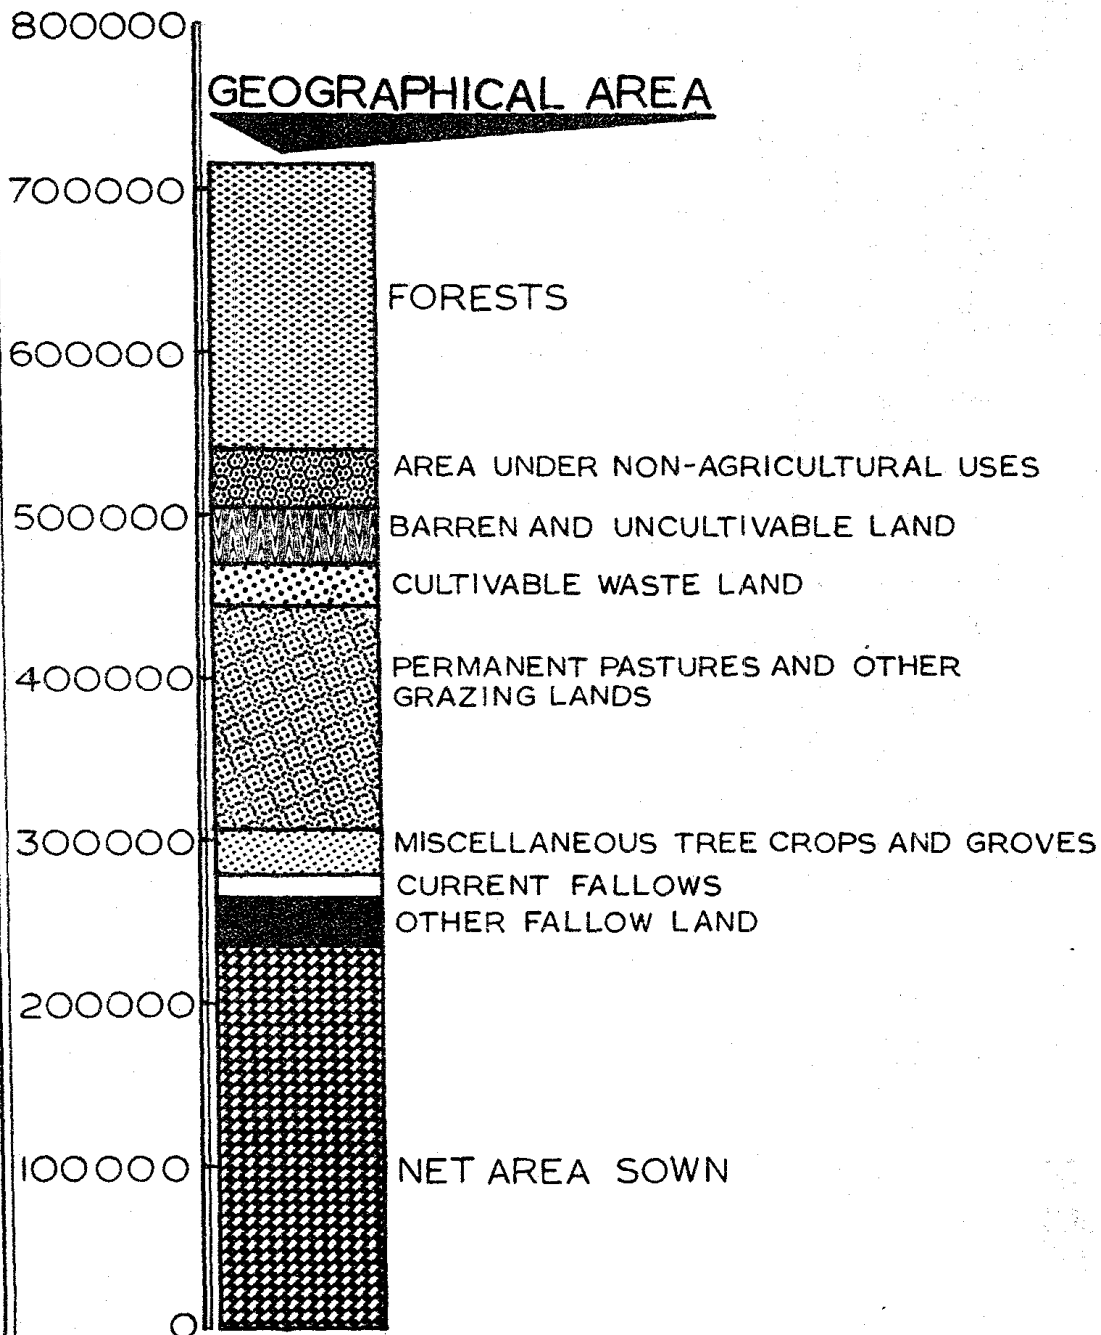 800000
GEOGRAPHICAL AREA
700000
FORESTS
600000
AREA UNDER NON-AGRICULTURAL USES
500000
BARREN AND UNCULTIVABLE LAND
CULTIVABLE WASTE LAND
400000
PERMANENT PASTURES AND OTHER
GRAZING LANDS
300000
MISCELLANEOUS TREE CROPS AND GROVES
CURRENT FALLOWS
OTHER FALLOW LAND
200000
100000
NET AREA SOWN
0